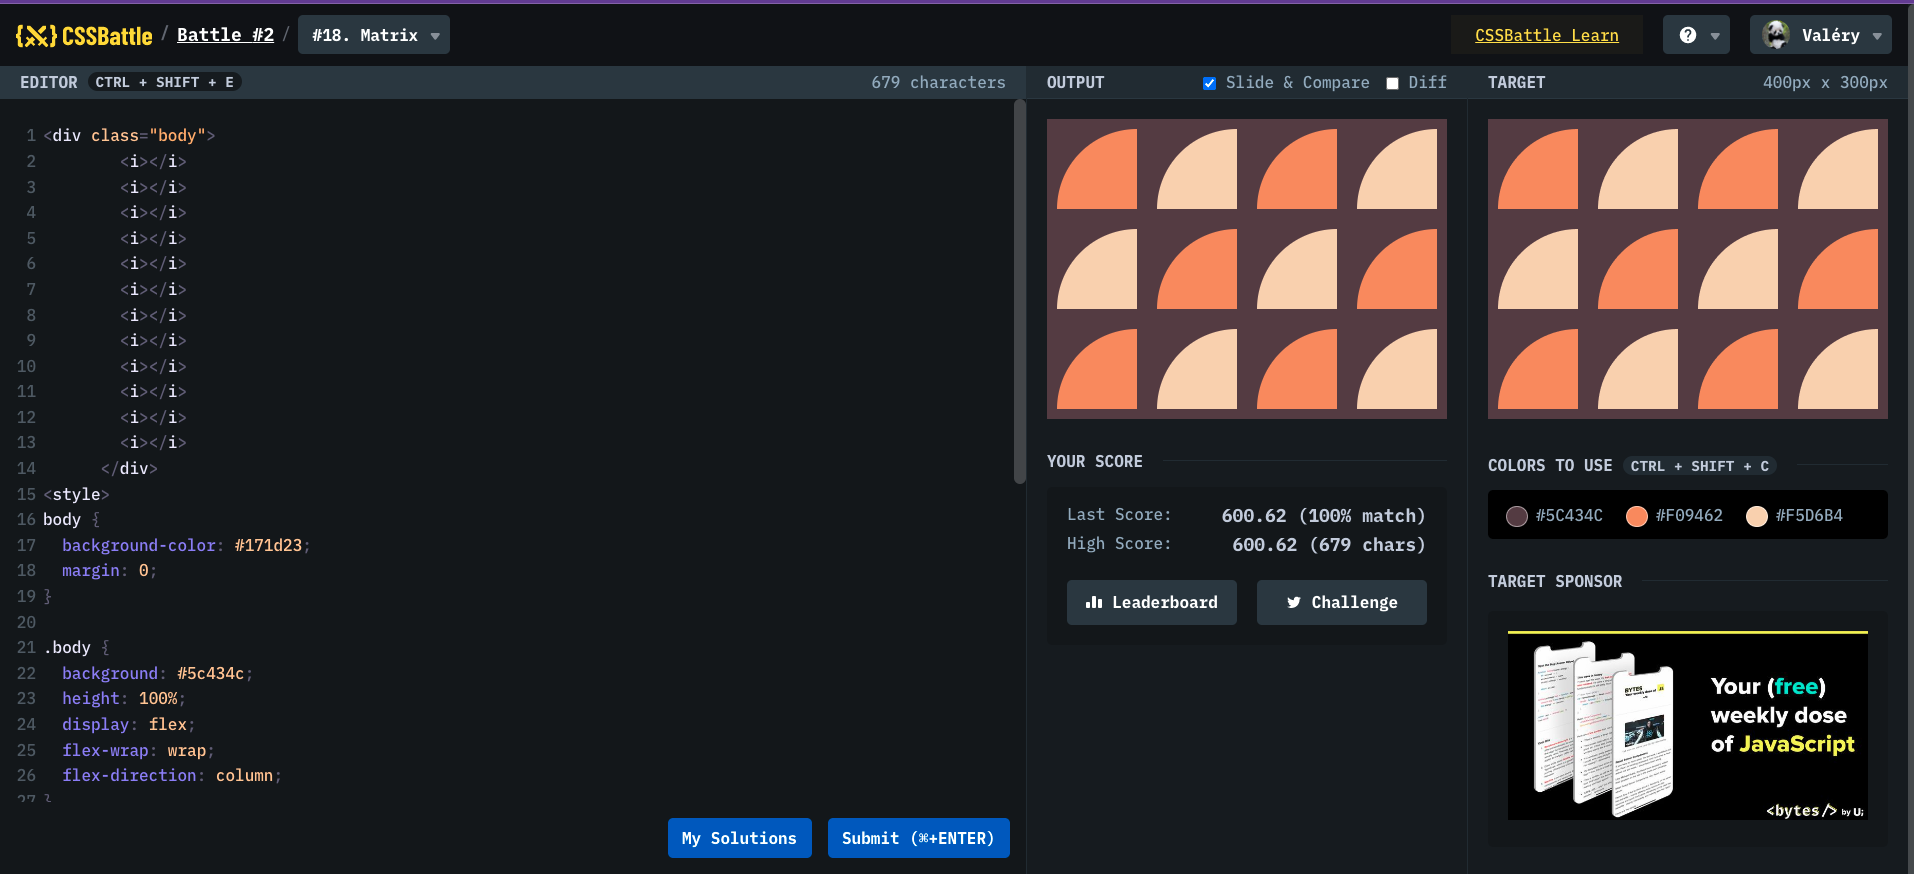 {X} CSSBattle / Battle #2 / #18. Matrix
CSSBattle Learn
Valéry
EDITOR CTRL + SHIFT + E 679 characters
1 <div class="body">
2 <i></i>
3 <i></i>
4 <i></i>
5 <i></i>
6 <i></i>
7 <i></i>
8 <i></i>
9 <i></i>
10 <i></i>
11 <i></i>
12 <i></i>
13 <i></i>
14 </div>
15 <style>
16 body {
17 background-color: #171d23;
18 margin: 0;
19 }
20
21 .body {
22 background: #5c434c;
23 height: 100%;
24 display: flex;
25 flex-wrap: wrap;
26 flex-direction: column;
27 }
My Solutions
Submit (⌘+ENTER)
OUTPUT Slide & Compare Diff
YOUR SCORE
Last Score: 600.62 (100% match)
High Score: 600.62 (679 chars)
Leaderboard
Challenge
TARGET 400px x 300px
COLORS TO USE CTRL + SHIFT + C
#5C434C #F09462 #F5D6B4
TARGET SPONSOR
BYTES
Your (free)
weekly dose
of JavaScript
<bytes/> by U;